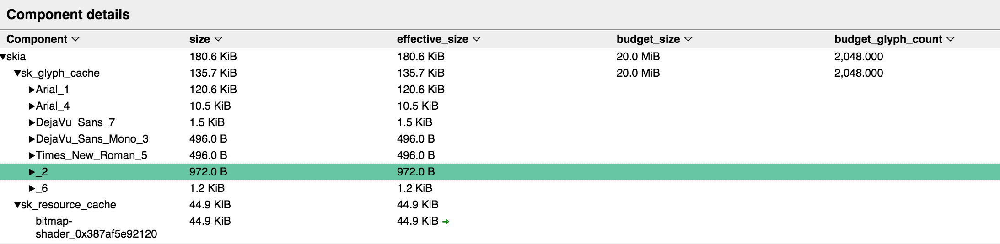 Component details
Component size effective_size budget_size budget_glyph_count
skia 180.6 KiB 180.6 KiB 20.0 MiB 2,048.000
sk_glyph_cache 135.7 KiB 135.7 KiB 20.0 MiB 2,048.000
Arial_1 120.6 KiB 120.6 KiB
Arial_4 10.5 KiB 10.5 KiB
DejaVu_Sans_7 1.5 KiB 1.5 KiB
DejaVu_Sans_Mono_3 496.0 B 496.0 B
Times_New_Roman_5 496.0 B 496.0 B
_2 972.0 B 972.0 B
_6 1.2 KiB 1.2 KiB
sk_resource_cache 44.9 KiB 44.9 KiB
bitmap- 44.9 KiB 44.9 KiB →
shader_0x387af5e92120